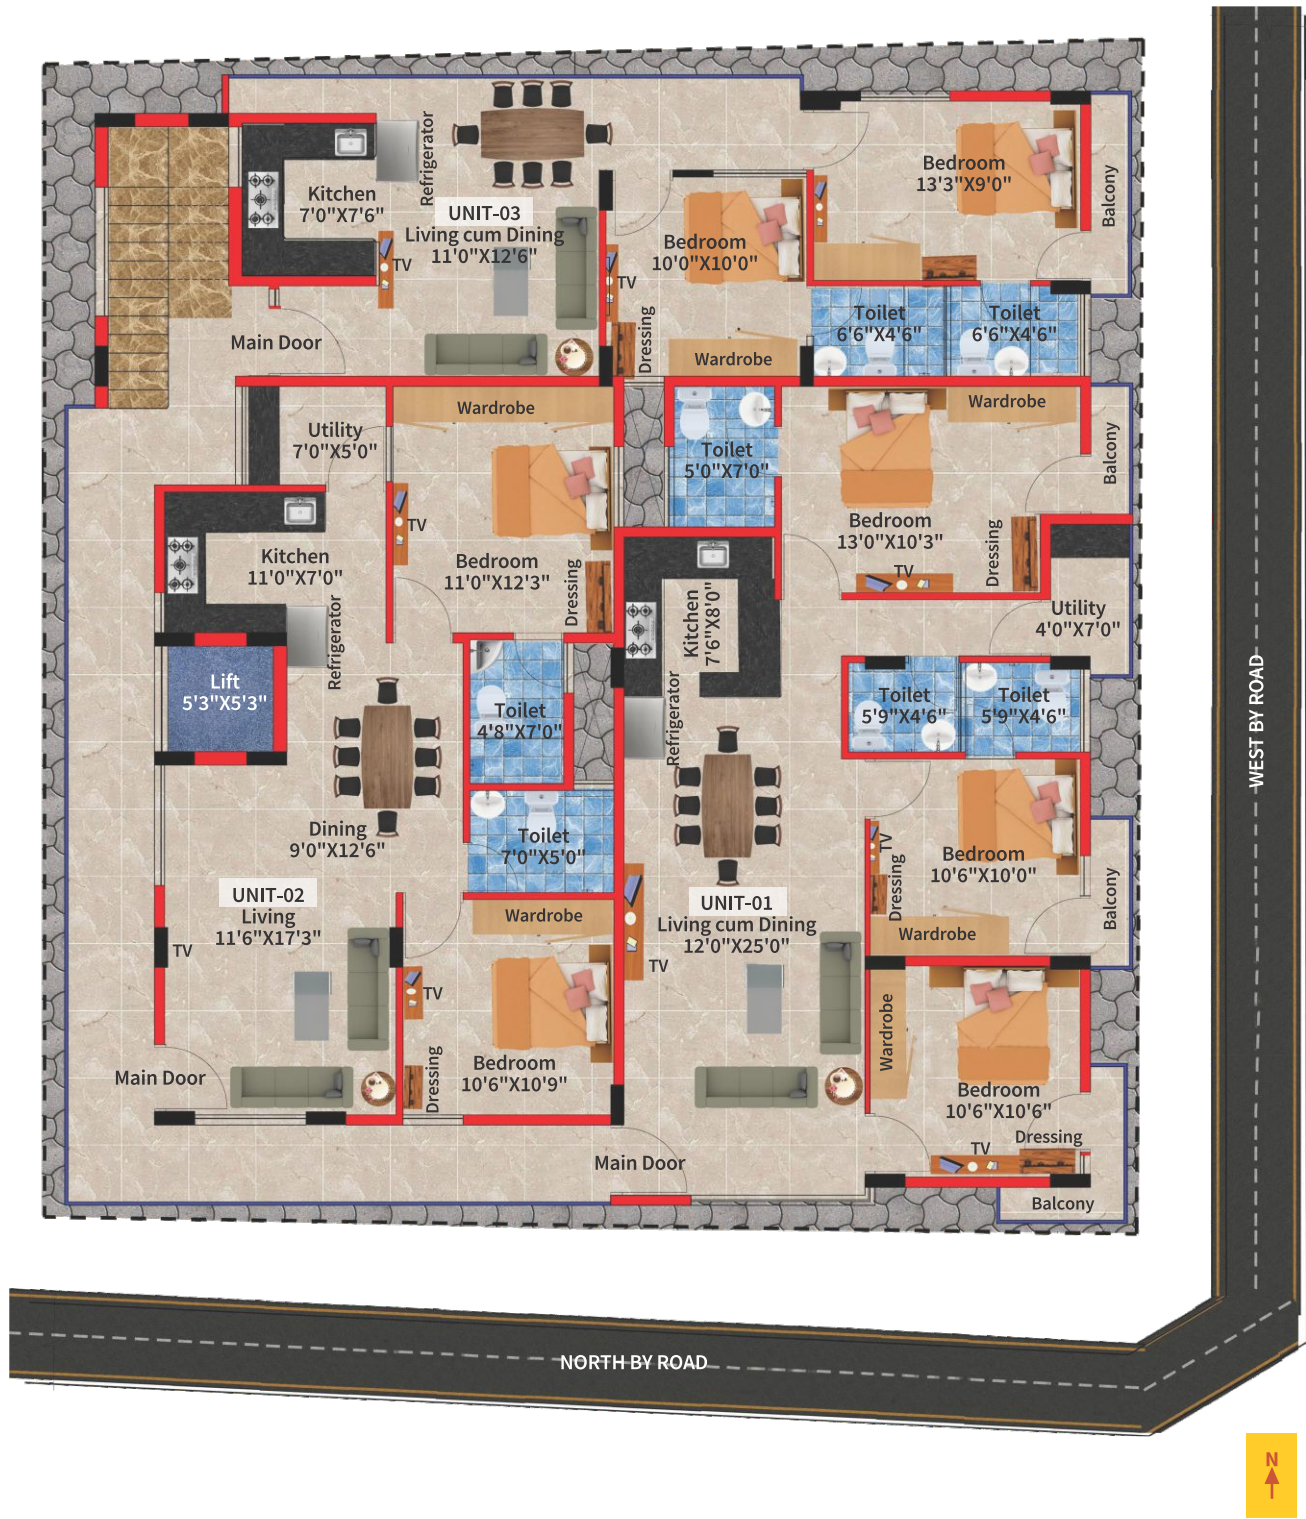 Refrigerator
Kitchen
7'0"X7'6"
UNIT-03
Living cum Dining
11'0"X12'6"
TV
Main Door
Bedroom
10'0"X10'0"
TV
Dressing
Wardrobe
Bedroom
13'3"X9'0"
Balcony
Toilet
6'6"X4'6"
Toilet
6'6"X4'6"
Utility
7'0"X5'0"
Wardrobe
TV
Bedroom
11'0"X12'3"
Dressing
Toilet
5'0"X7'0"
Wardrobe
Balcony
Bedroom
13'0"X10'3"
TV
Dressing
Kitchen
11'0"X7'0"
Refrigerator
Lift
5'3"X5'3"
Kitchen
7'6"X8'0"
Refrigerator
Utility
4'0"X7'0"
Toilet
4'8"X7'0"
Toilet
5'9"X4'6"
Toilet
5'9"X4'6"
WEST BY ROAD
Dining
9'0"X12'6"
Toilet
7'0"X5'0"
TV
Dressing
Bedroom
10'6"X10'0"
Wardrobe
Balcony
UNIT-02
Living
11'6"X17'3"
TV
Wardrobe
TV
UNIT-01
Living cum Dining
12'0"X25'0"
TV
Wardrobe
Main Door
Dressing
Bedroom
10'6"X10'9"
Bedroom
10'6"X10'6"
TV
Dressing
Main Door
Balcony
NORTH BY ROAD
N